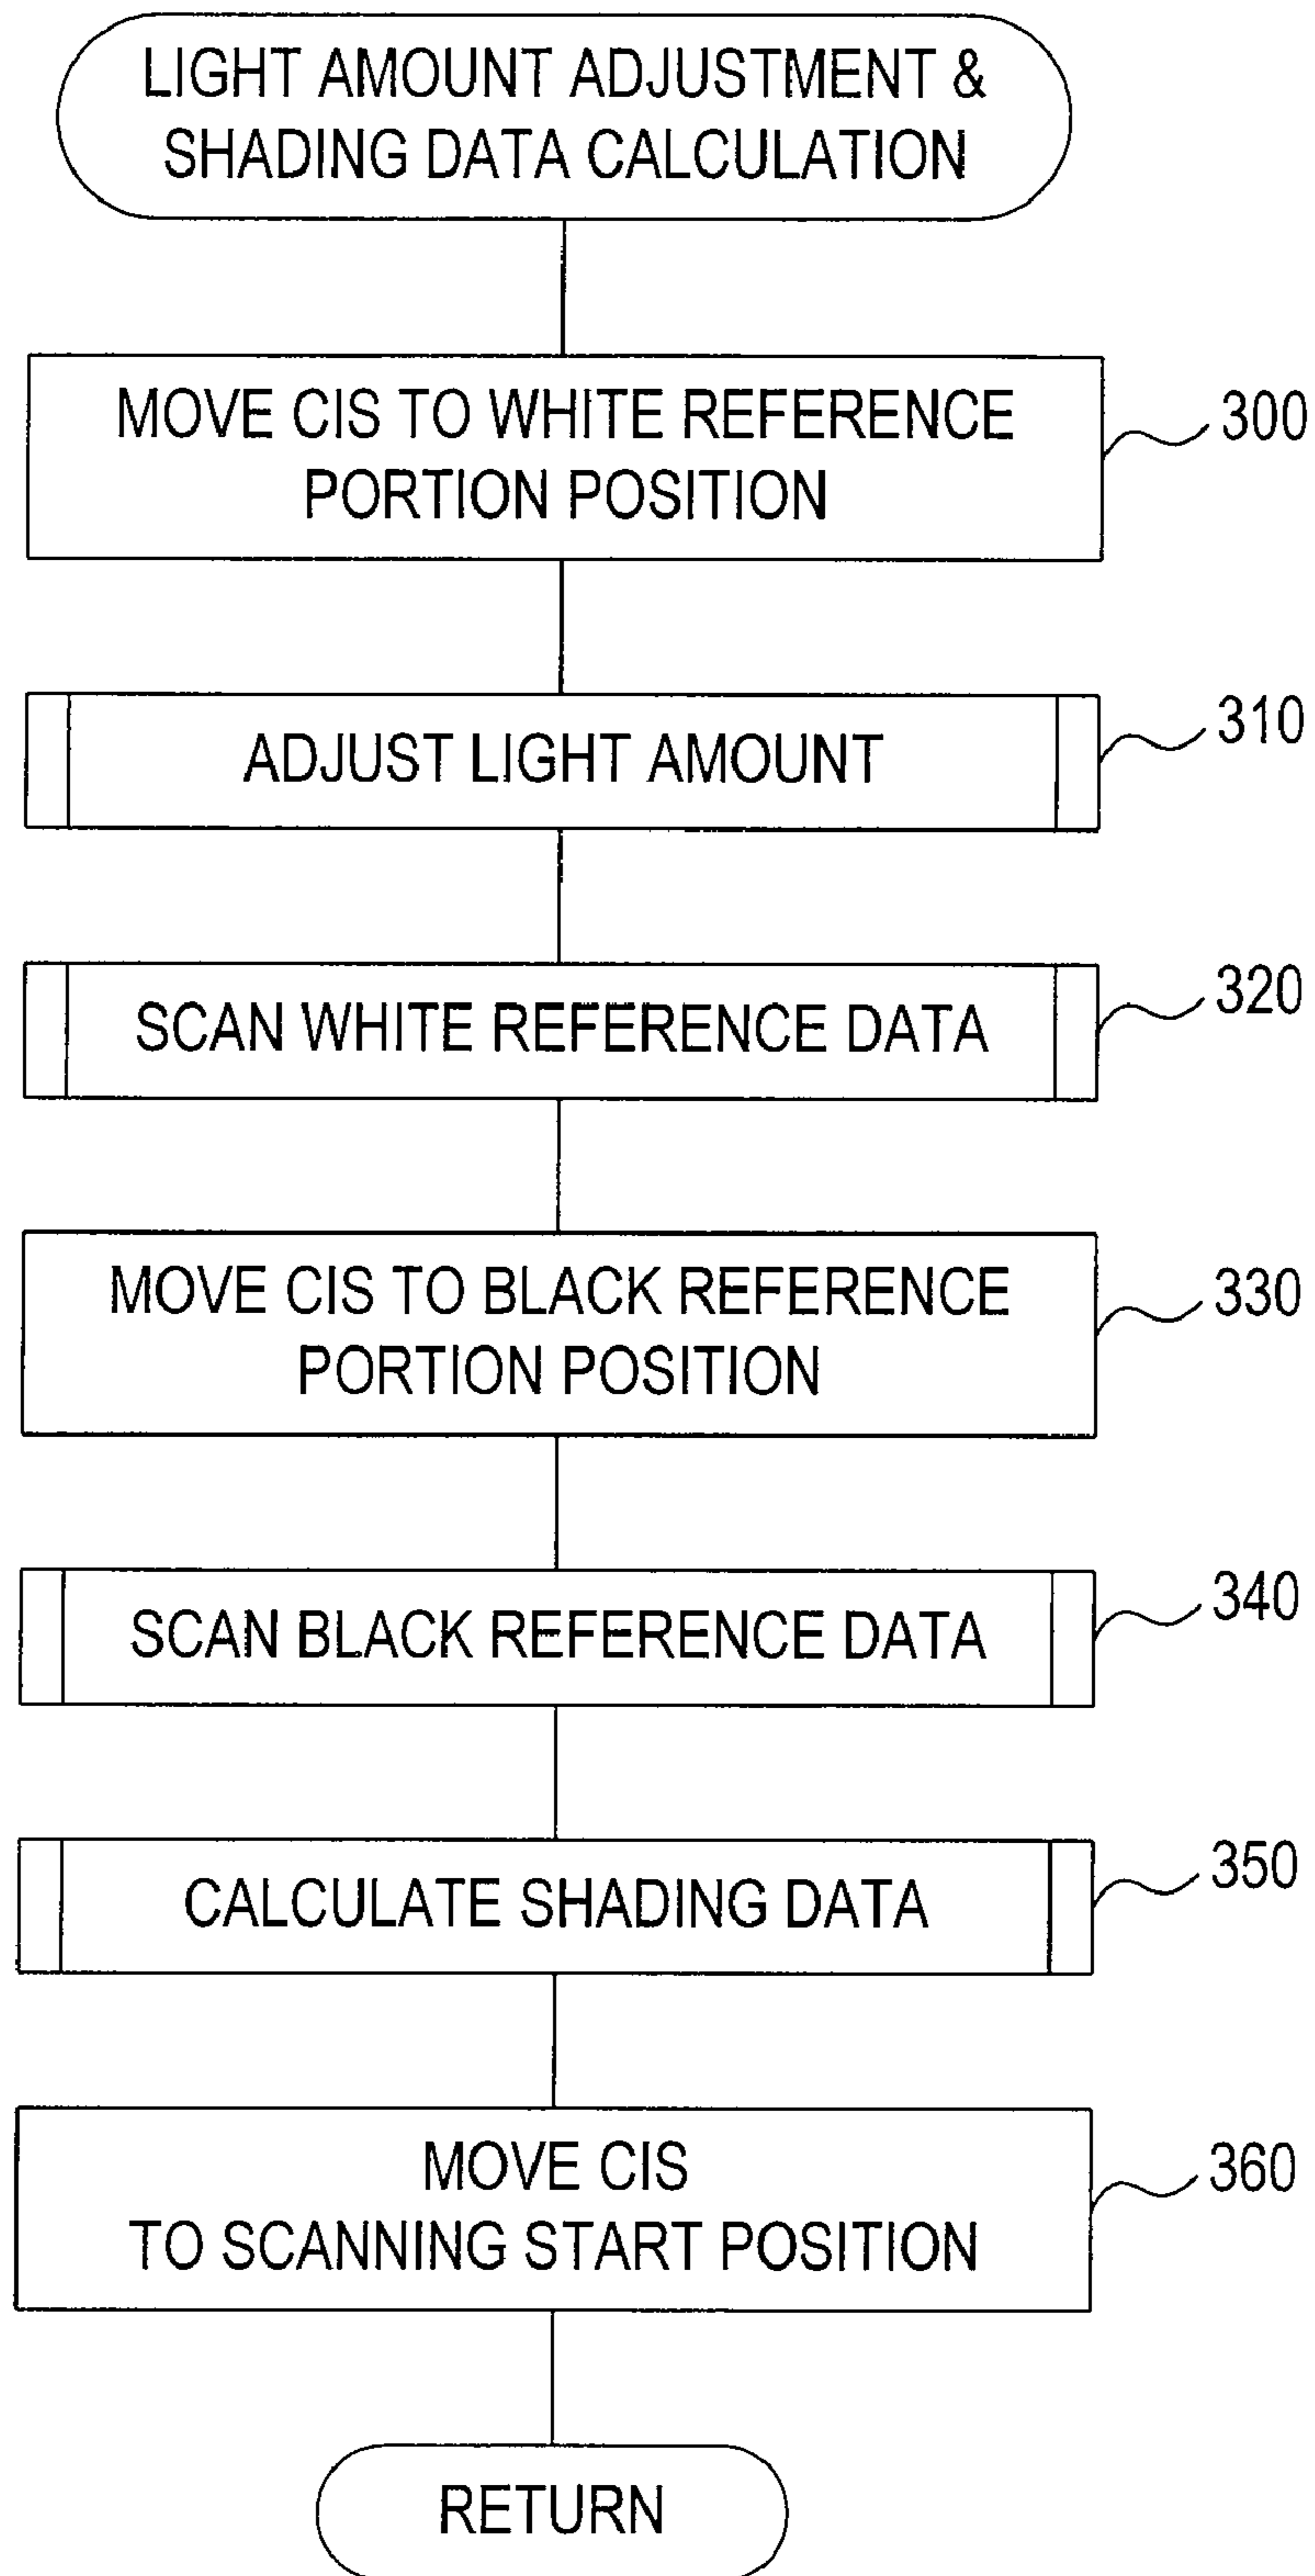 LIGHT AMOUNT ADJUSTMENT &
SHADING DATA CALCULATION
MOVE CIS TO WHITE REFERENCE
PORTION POSITION
300
ADJUST LIGHT AMOUNT
310
SCAN WHITE REFERENCE DATA
320
MOVE CIS TO BLACK REFERENCE
PORTION POSITION
330
SCAN BLACK REFERENCE DATA
340
CALCULATE SHADING DATA
350
MOVE CIS
TO SCANNING START POSITION
360
RETURN